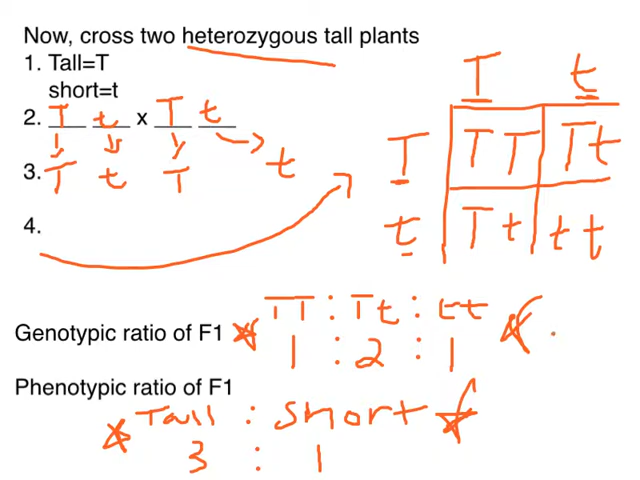 Now, cross two heterozygous tall plants
1. Tall=T
short=t
2. T t x T t
3. T t T t
4.
T t
T TT Tt
t Tt tt
TT : Tt : tt
Genotypic ratio of F1
1 : 2 : 1
Phenotypic ratio of F1
Tall : short
3 : 1